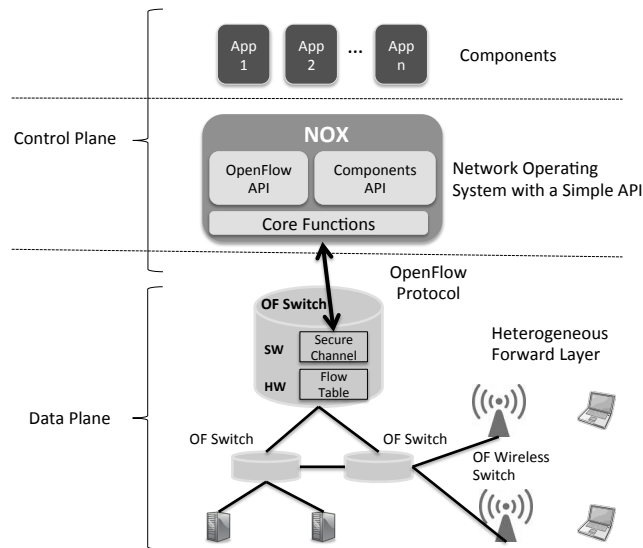 App
1
App
2
...
App
n
Components
Control Plane
NOX
OpenFlow
API
Components
API
Core Functions
Network Operating
System with a Simple API
OpenFlow
Protocol
OF Switch
SW
Secure
Channel
HW
Flow
Table
Heterogeneous
Forward Layer
Data Plane
OF Switch
OF Switch
OF Wireless
Switch